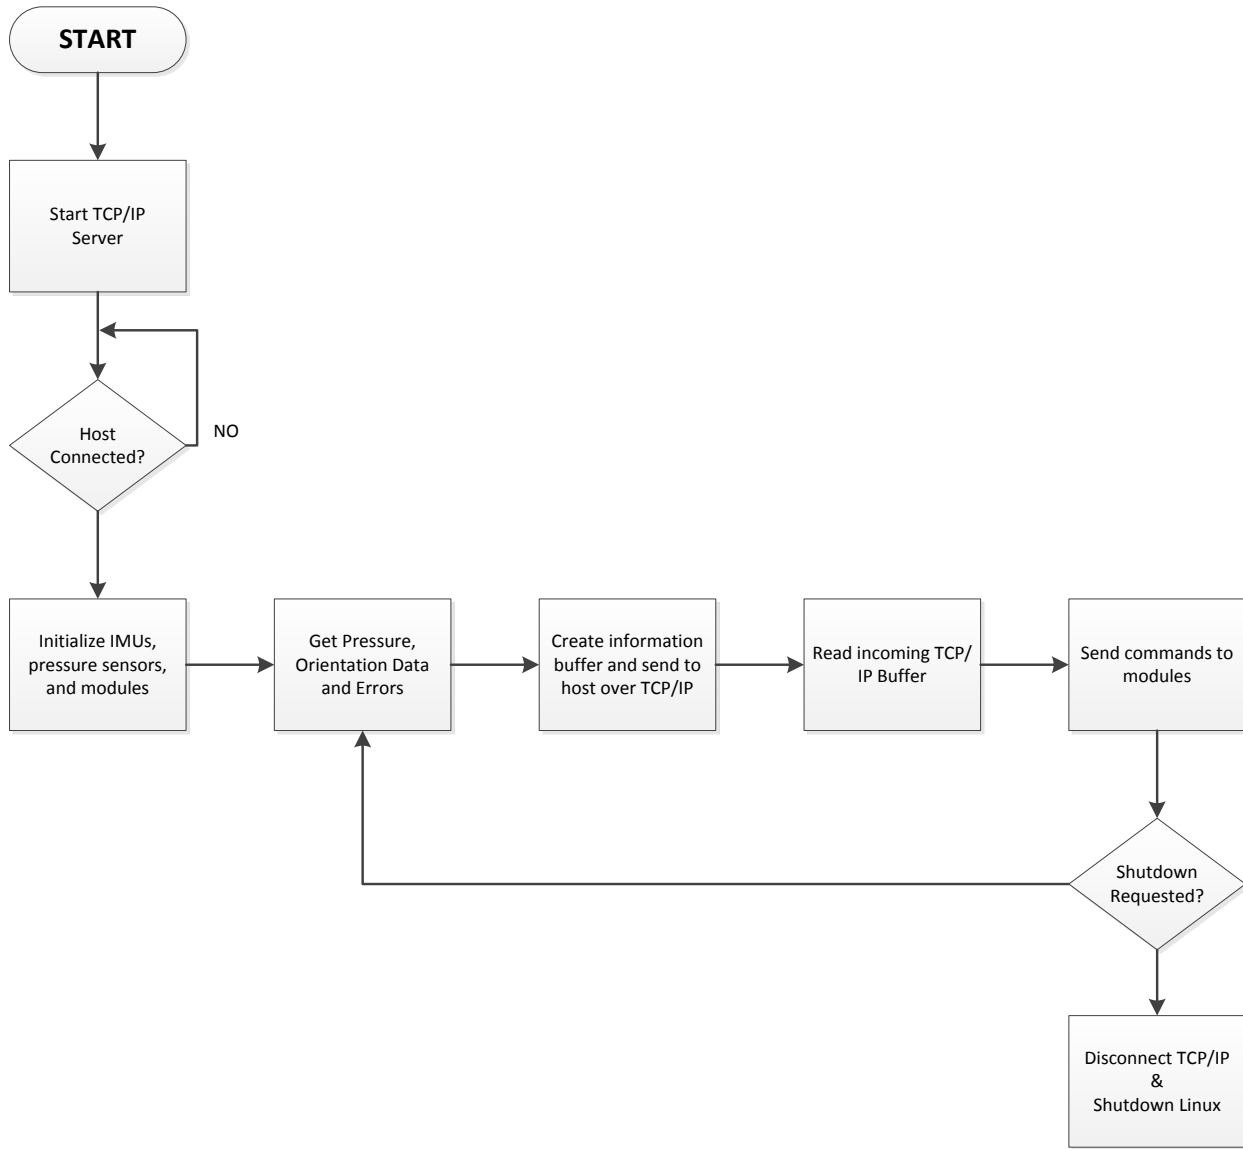 START
Start TCP/IP
Server
Host
Connected?
NO
Initialize IMUs,
pressure sensors,
and modules
Get Pressure,
Orientation Data
and Errors
Create information
buffer and send to
host over TCP/IP
Read incoming TCP/
IP Buffer
Send commands to
modules
Shutdown
Requested?
Disconnect TCP/IP
&
Shutdown Linux